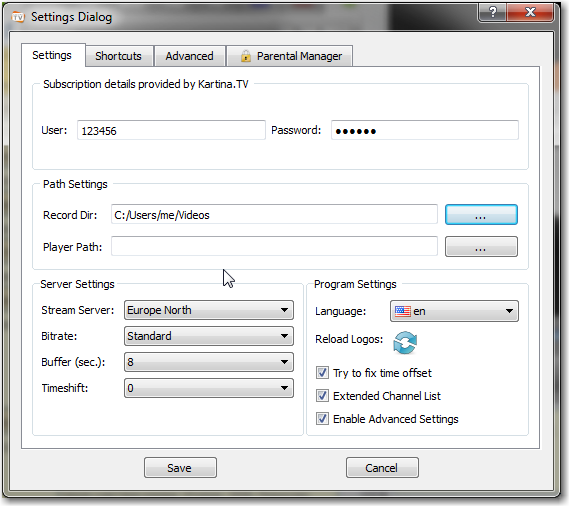 Settings Dialog
Settings Shortcuts Advanced Parental Manager
Subscription details provided by Kartina.TV
User: 123456 Password: ●●●●●●
Path Settings
Record Dir: C:/Users/me/Videos ...
Player Path: ...
Server Settings
Stream Server: Europe North
Bitrate: Standard
Buffer (sec.): 8
Timeshift: 0
Program Settings
Language: en
Reload Logos:
Try to fix time offset
Extended Channel List
Enable Advanced Settings
Save Cancel